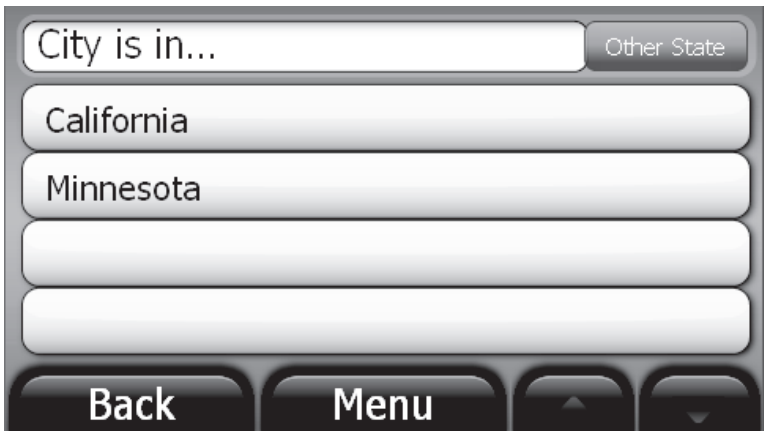 City is in...
Other State
California
Minnesota
Back
Menu